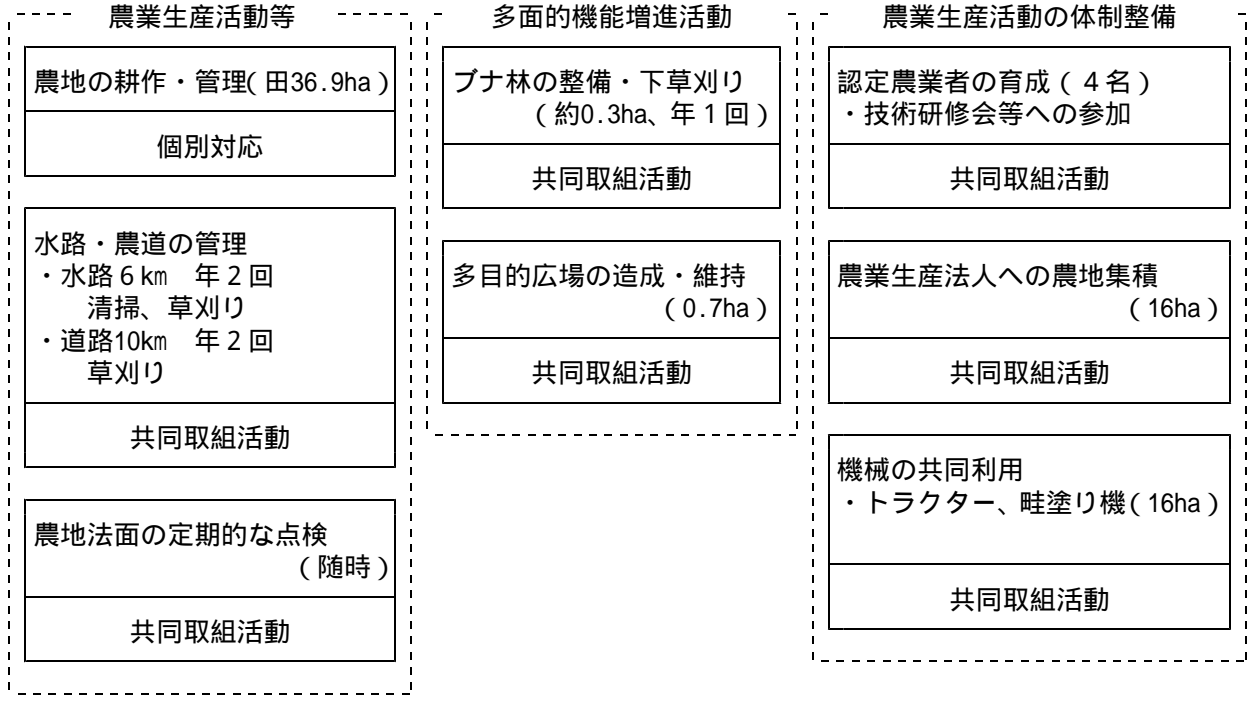 農業生産活動等
農地の耕作・管理(田36.9ha)
個別対応
水路・農道の管理
・水路6㎞　年2回
清掃、草刈り
・道路10㎞　年2回
草刈り
共同取組活動
農地法面の定期的な点検
(随時)
共同取組活動
多面的機能増進活動
ブナ林の整備・下草刈り
(約0.3ha、年1回)
共同取組活動
多目的広場の造成・維持
(0.7ha)
共同取組活動
農業生産活動の体制整備
認定農業者の育成(4名)
・技術研修会等への参加
共同取組活動
農業生産法人への農地集積
(16ha)
共同取組活動
機械の共同利用
・トラクター、畦塗り機(16ha)
共同取組活動